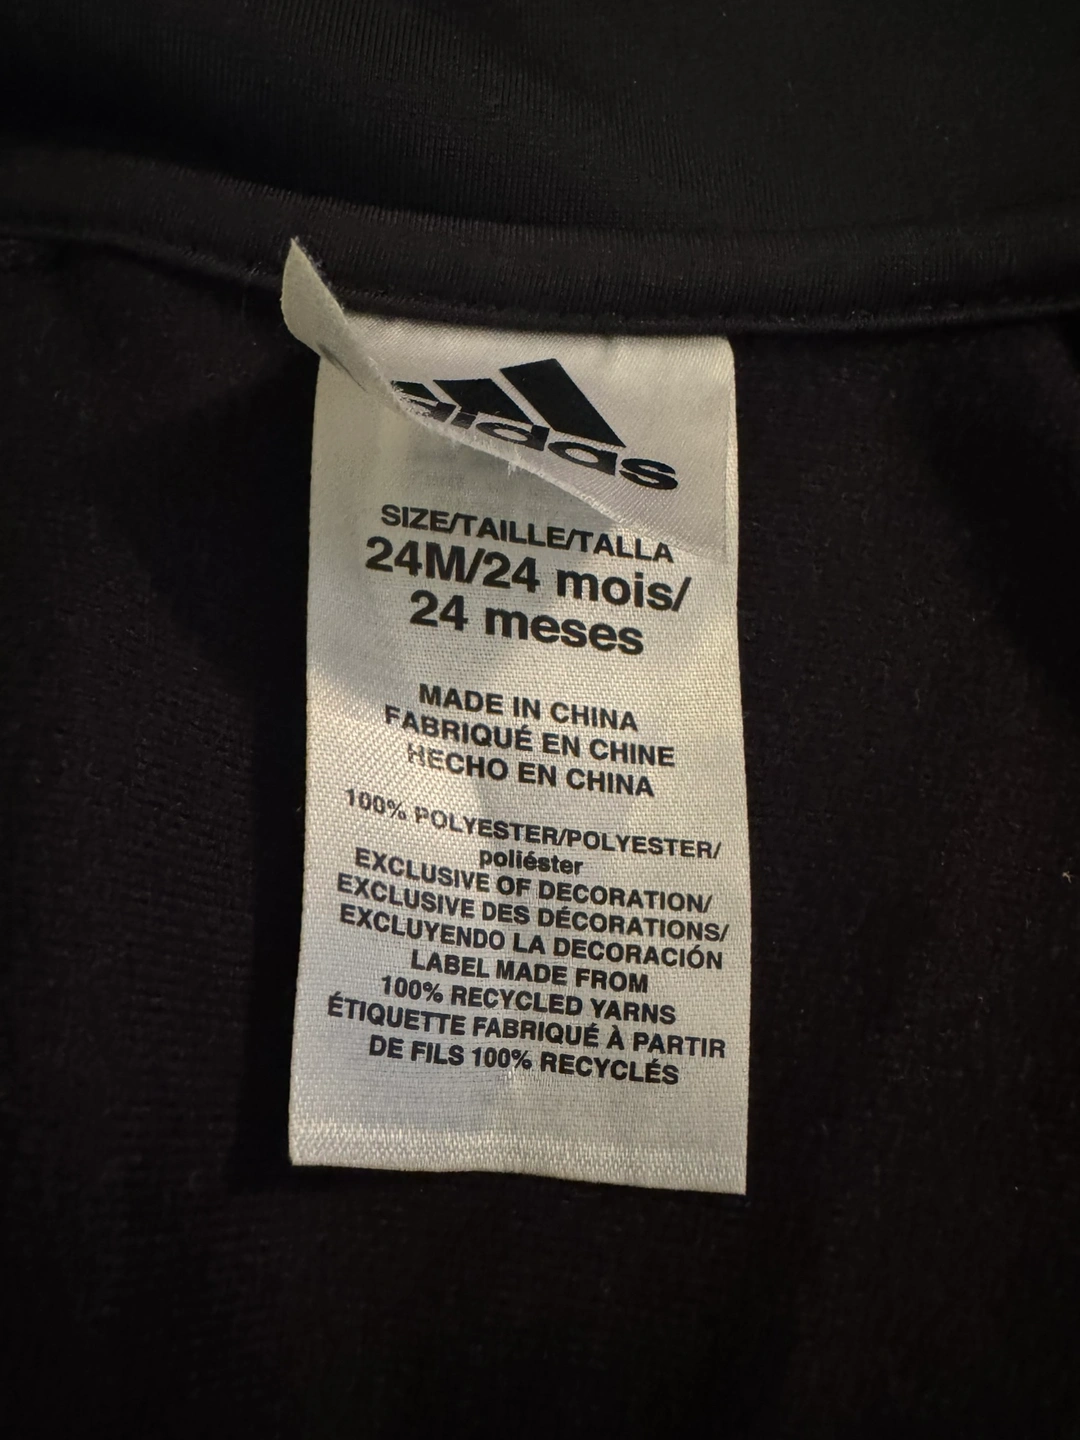 adidas
SIZE/TAILLE/TALLA
24M/24 mois/
24 meses
MADE IN CHINA
FABRIQUÉ EN CHINE
HECHO EN CHINA
100% POLYESTER/POLYESTER/
poliéster
EXCLUSIVE OF DECORATION/
EXCLUSIVE DES DÉCORATIONS/
EXCLUYENDO LA DECORACIÓN
LABEL MADE FROM
100% RECYCLED YARNS
ÉTIQUETTE FABRIQUÉ À PARTIR
DE FILS 100% RECYCLÉS